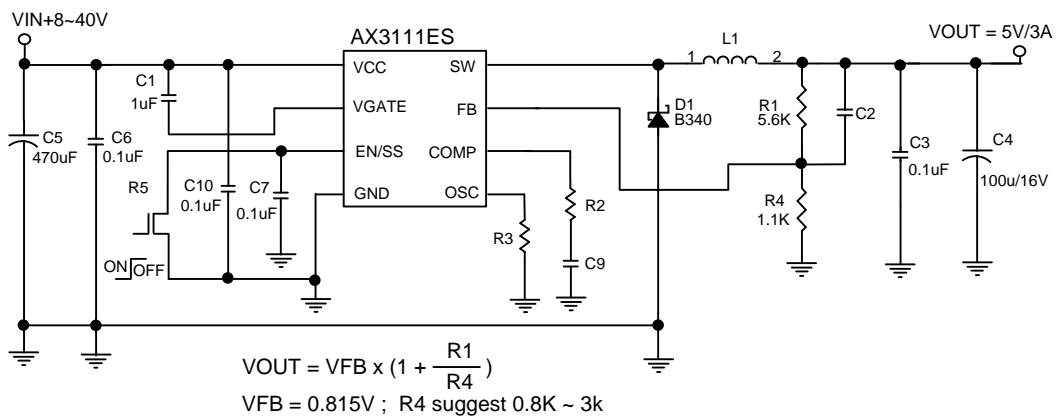 VIN+8~40V
AX3111ES
VOUT = 5V/3A
VCC
SW
VGATE
FB
EN/SS
COMP
GND
OSC
C1
1uF
C5
470uF
C6
0.1uF
R5
C10
0.1uF
C7
0.1uF
ON OFF
R3
R2
C9
L1
1
2
D1
B340
R1
5.6K
C2
R4
1.1K
C3
0.1uF
C4
100u/16V
VOUT = VFB x (1 + R1/R4)
VFB = 0.815V ; R4 suggest 0.8K ~ 3k